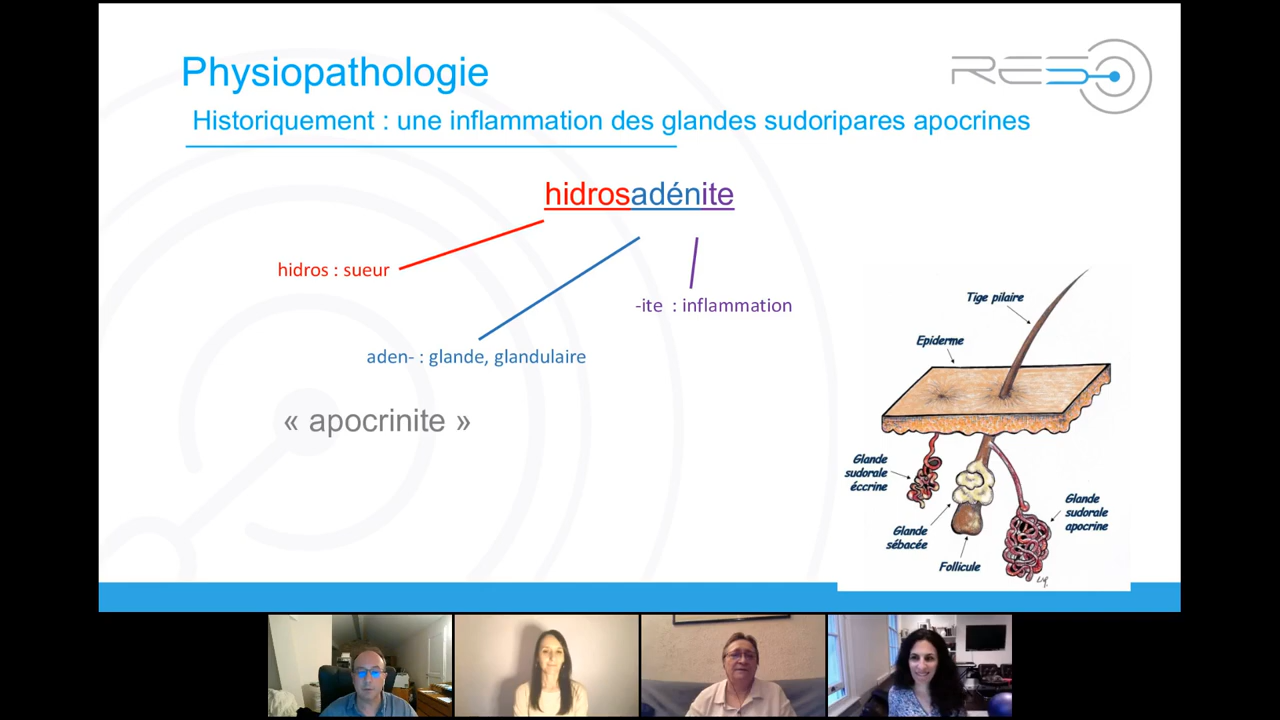 Physiopathologie
RESO
Historiquement : une inflammation des glandes sudoripares apocrines
hidrosadénite
hidros : sueur
-ite : inflammation
aden- : glande, glandulaire
« apocrinite »
Tige pilaire
Epiderme
Glande
sudorale
éccrine
Glande
sébacée
Follicule
Glande
sudorale
apocrine